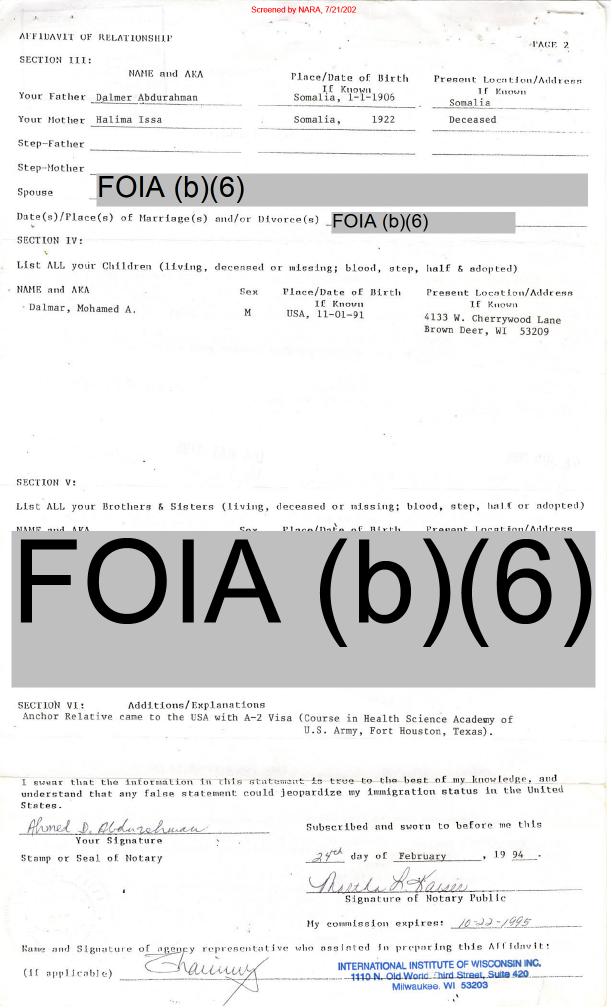 Screened by NARA, 7/21/202
AFFIDAVIT OF RELATIONSHIP
PAGE 2
SECTION III:
NAME and AKA Place/Date of Birth If Known Present Location/Address If Known
Your Father Dalmer Abdurahman Somalia, 1-1-1906 Somalia
Your Mother Halima Issa Somalia, 1922 Deceased
Step-Father
Step-Mother
Spouse FOIA (b)(6)
Date(s)/Place(s) of Marriage(s) and/or Divorce(s) FOIA (b)(6)
SECTION IV:
List ALL your Children (living, deceased or missing; blood, step, half & adopted)
NAME and AKA Sex Place/Date of Birth If Known Present Location/Address If Known
Dalmar, Mohamed A. M USA, 11-01-91 4133 W. Cherrywood Lane
Brown Deer, WI 53209
SECTION V:
List ALL your Brothers & Sisters (living, deceased or missing; blood, step, half or adopted)
NAME and AKA Sex Place/Date of Birth Present Location/Address
FOIA (b)(6)
SECTION VI: Additions/Explanations
Anchor Relative came to the USA with A-2 Visa (Course in Health Science Academy of
U.S. Army, Fort Houston, Texas).
I swear that the information in this statement is true to the best of my knowledge, and
understand that any false statement could jeopardize my immigration status in the United
States.
Ahmed D. Abdurehman
Your Signature
Subscribed and sworn to before me this
Stamp or Seal of Notary
24th day of February, 19 94.
Martha L. Kaiser
Signature of Notary Public
My commission expires: 10-22-1995
Name and Signature of agency representative who assisted in preparing this Affidavit:
(if applicable)
INTERNATIONAL INSTITUTE OF WISCONSIN INC.
1110 N. Old World Third Street, Suite 420
Milwaukee, WI 53203